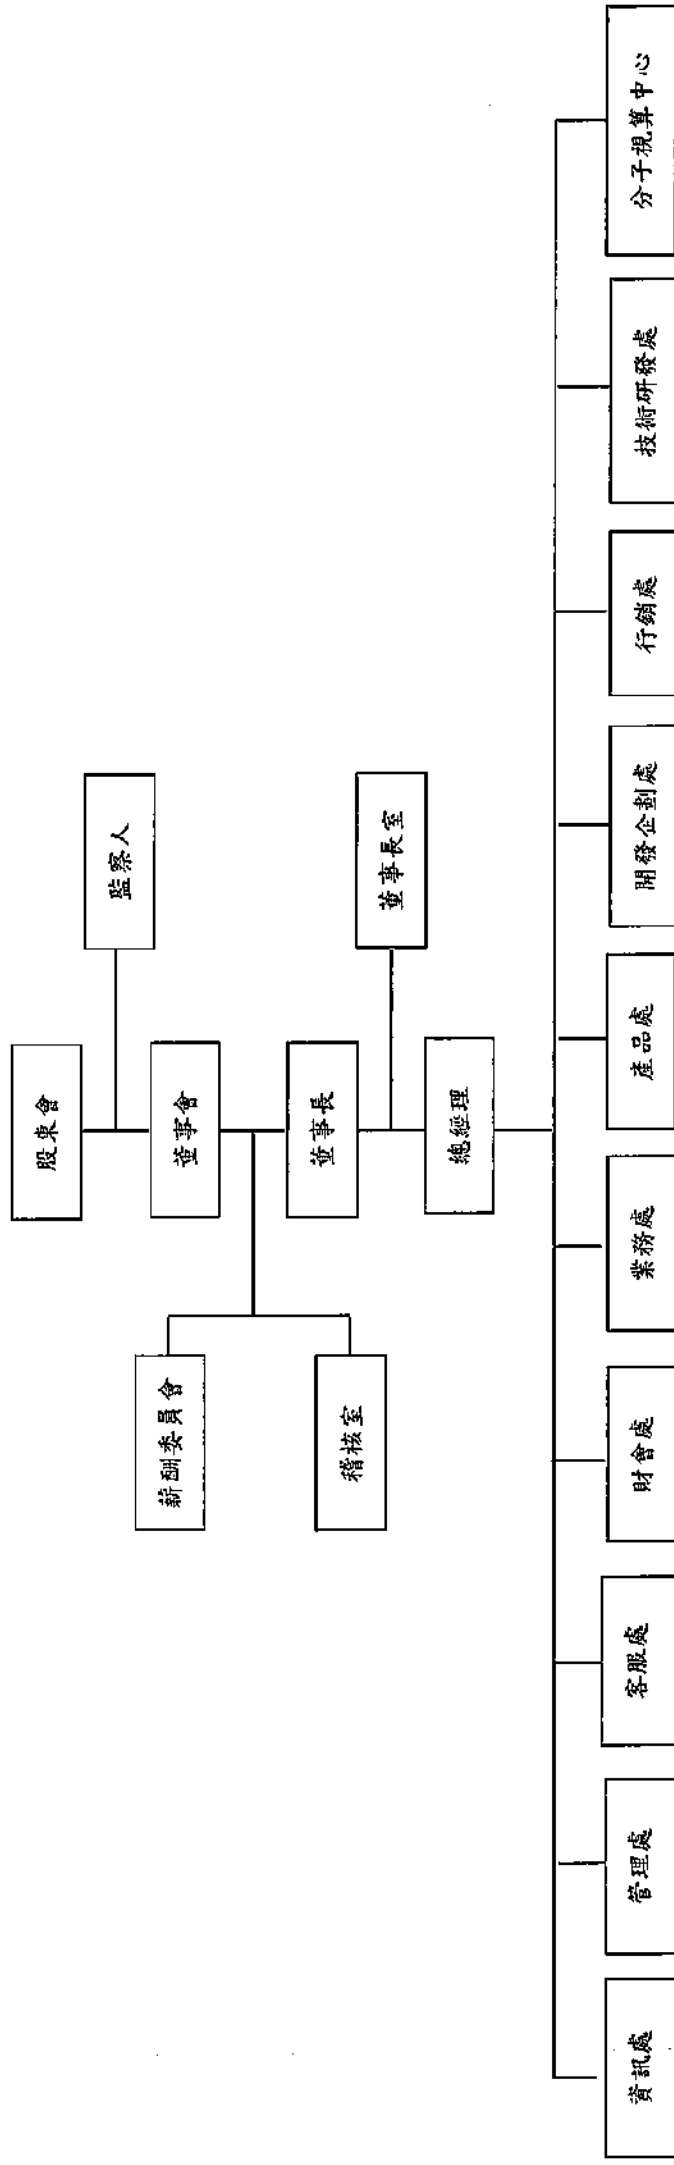 股東會
監察人
董事會
薪酬委員會
稽核室
董事長
董事長室
總經理
資訊處
管理處
客服處
財會處
業務處
產品處
開發企劃處
行銷處
技術研發處
分子視算中心